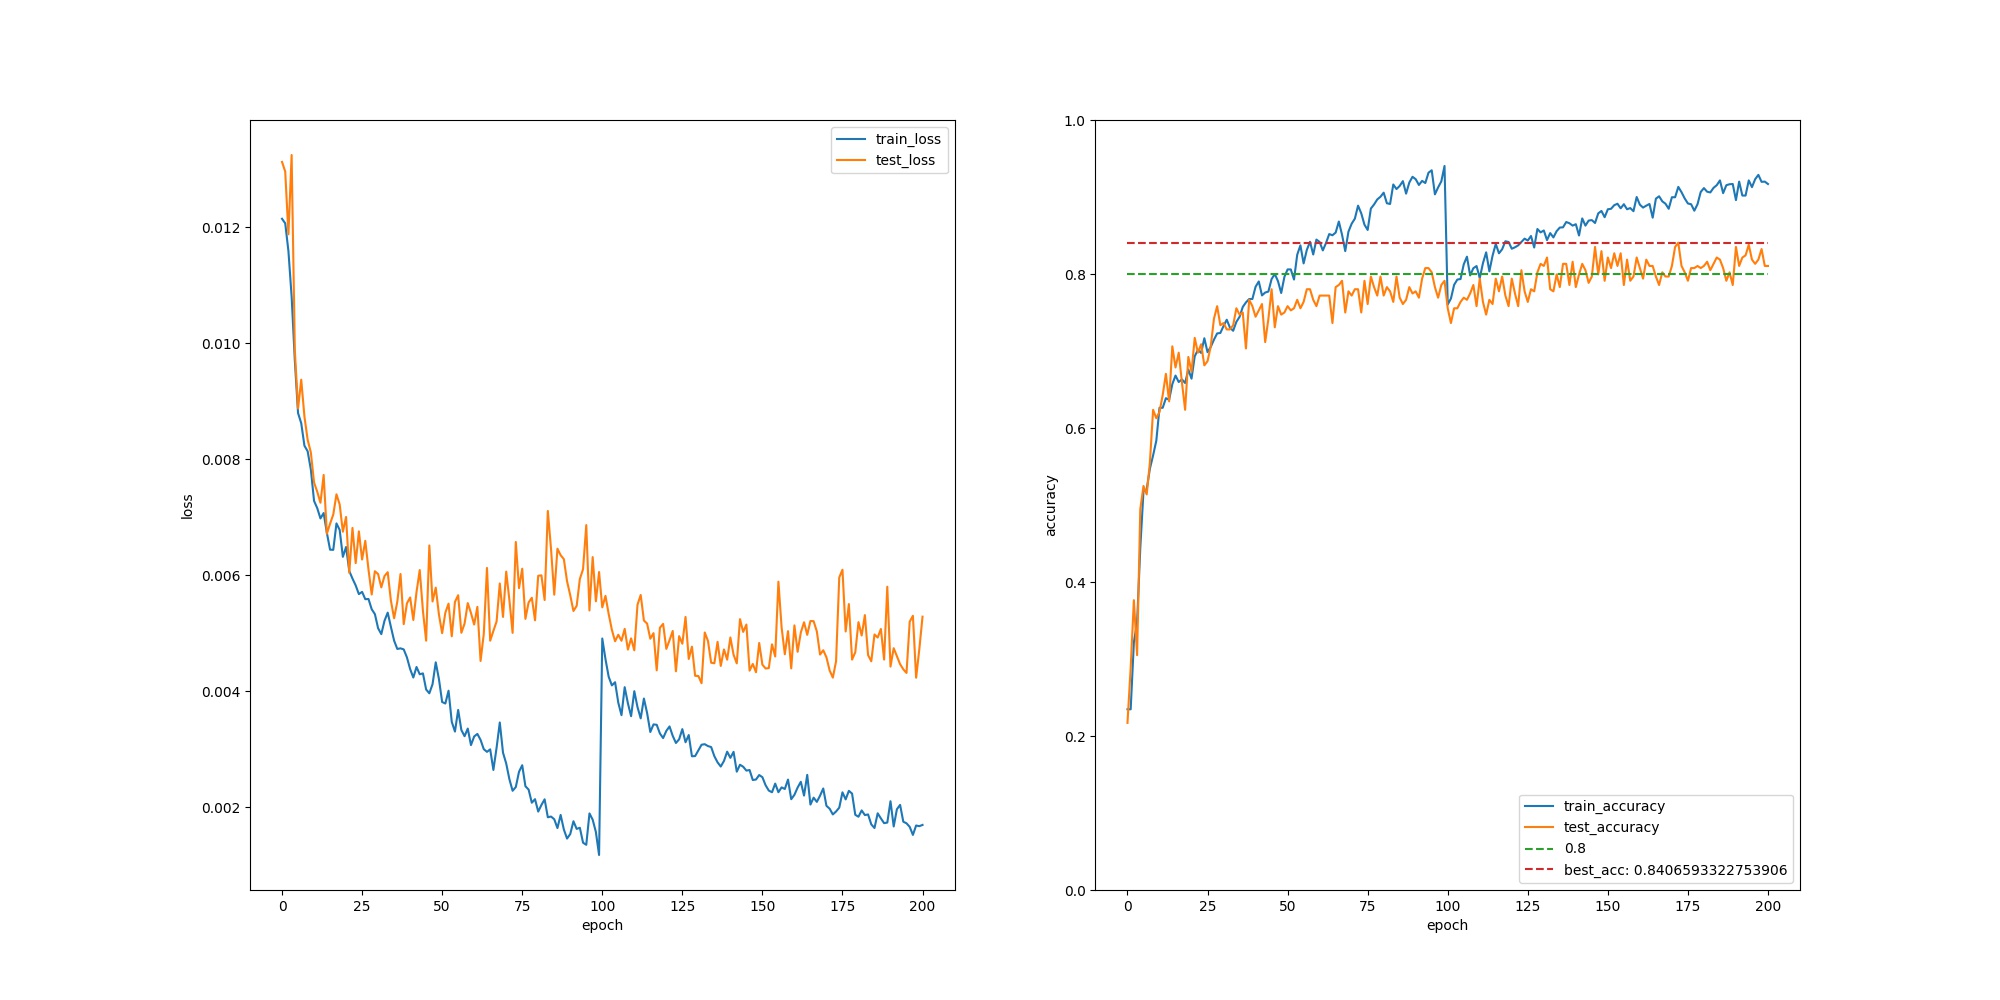 train_loss
test_loss
0.012
0.010
0.008
0.006
0.004
0.002
loss
0 25 50 75 100 125 150 175 200
epoch
1.0
0.8
0.6
0.4
0.2
0.0
accuracy
train_accuracy
test_accuracy
0.8
best_acc: 0.8406593322753906
0 25 50 75 100 125 150 175 200
epoch